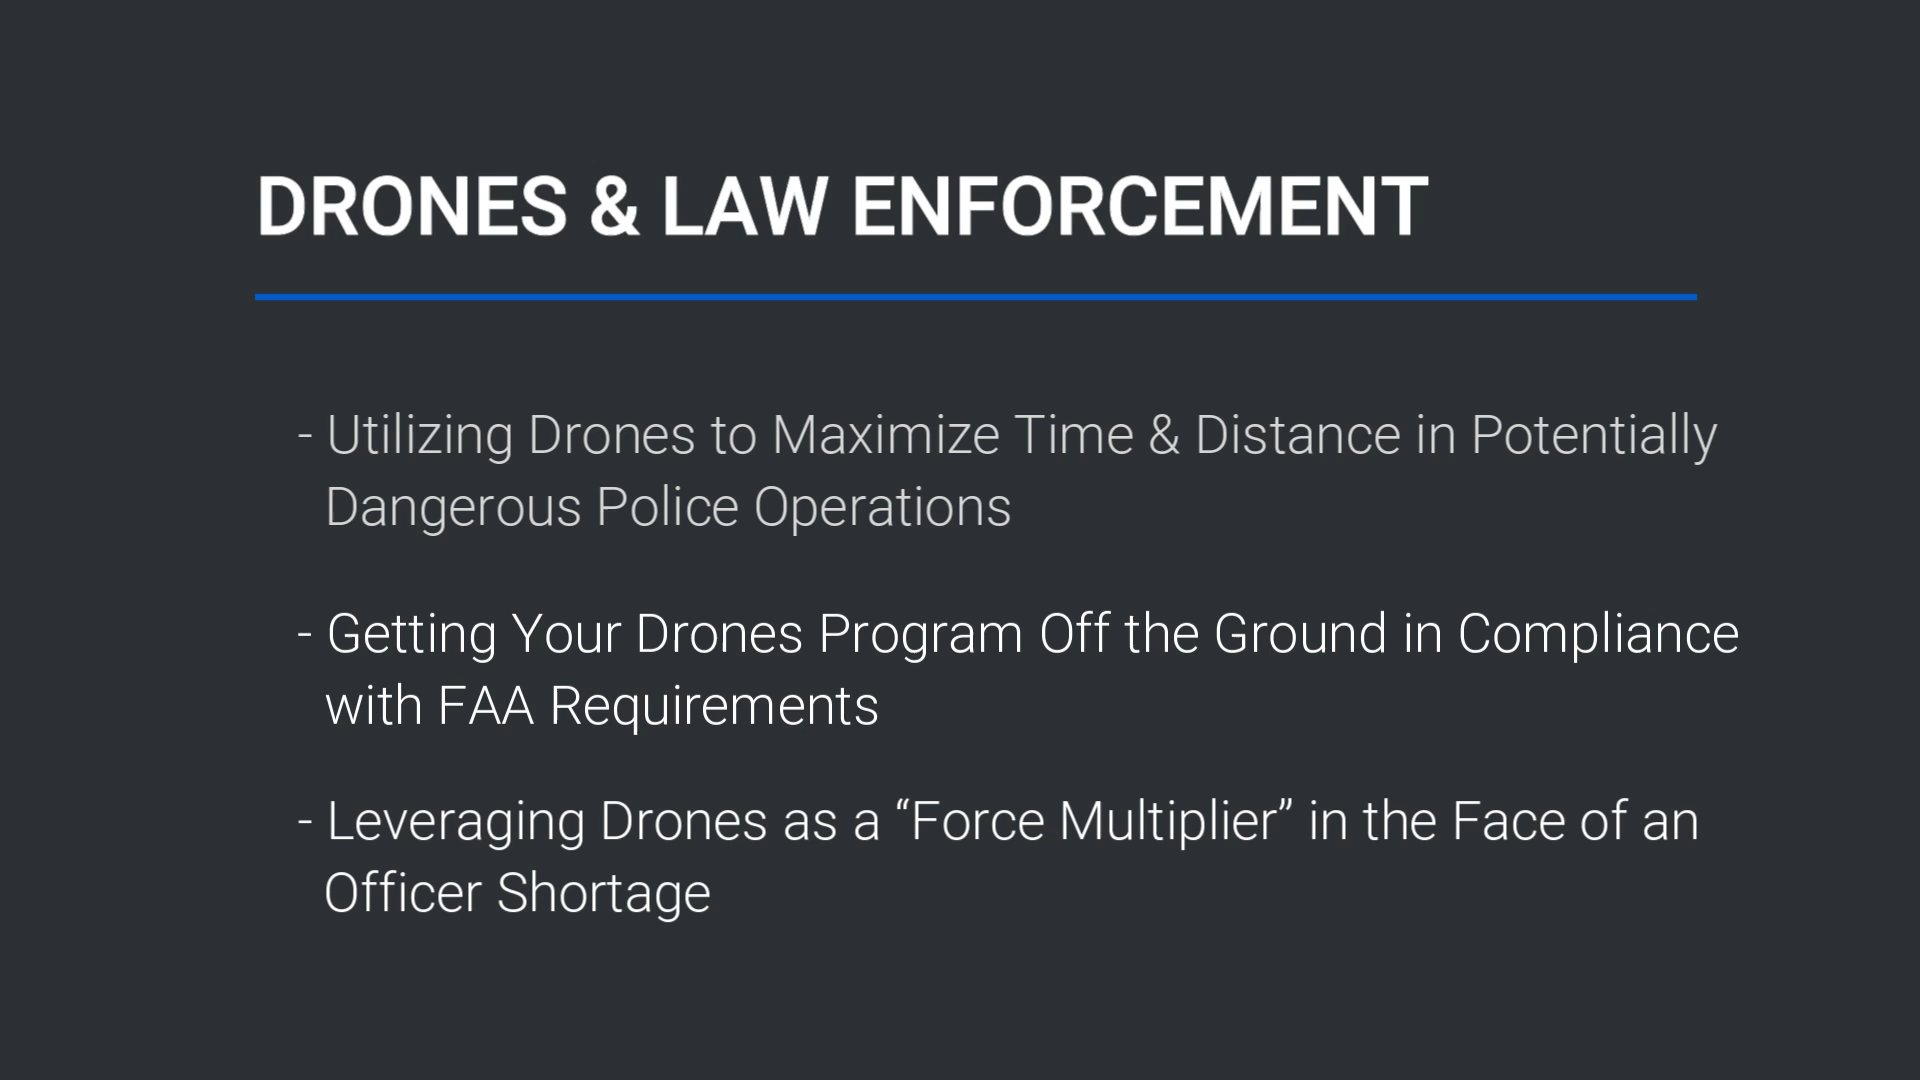 DRONES & LAW ENFORCEMENT
- Utilizing Drones to Maximize Time & Distance in Potentially
Dangerous Police Operations
- Getting Your Drones Program Off the Ground in Compliance
with FAA Requirements
- Leveraging Drones as a “Force Multiplier” in the Face of an
Officer Shortage